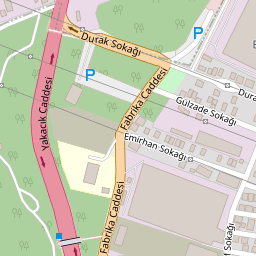 P
Durak Sokağı
P
Yakacık Caddesi
Fabrika Caddesi
Gülzade Sokağı
Emirhan Sokağı
Fabrika Caddesi